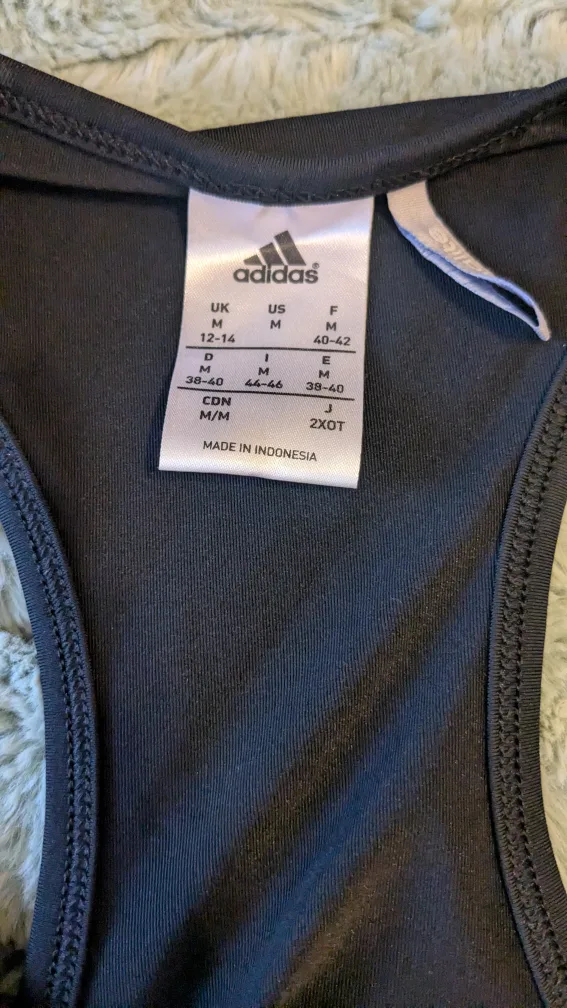 adidas®
UK US F
M M M
12-14 40-42
D I E
M M M
38-40 44-46 38-40
CDN J
M/M 2XOT
MADE IN INDONESIA